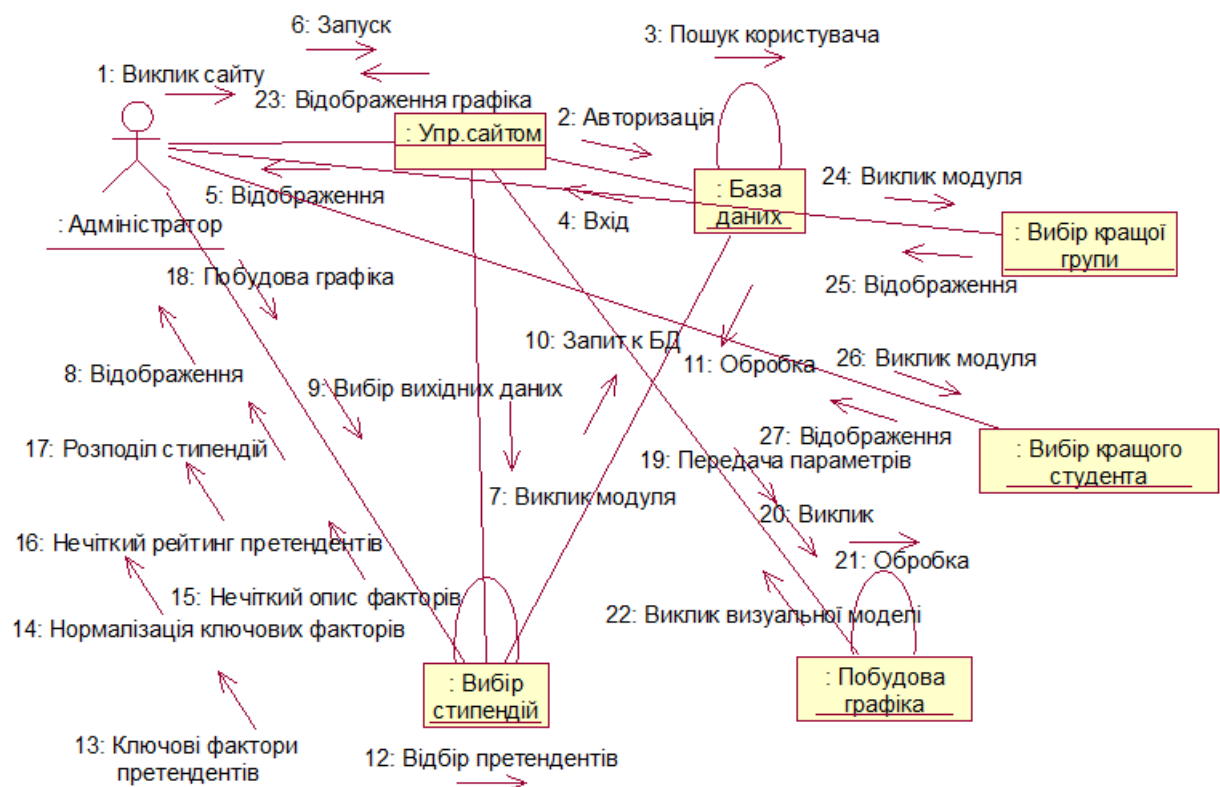 6: Запуск
3: Пошук користувача
1: Виклик сайту
23: Відображення графіка
2: Авторизація
: Упр.сайтом
5: Відображення
: База
даних
24: Виклик модуля
4: Вхід
: Адміністратор
: Вибір кращої
групи
18: Побудова графіка
25: Відображення
10: Запит к БД
11: Обробка
26: Виклик модуля
8: Відображення
9: Вибір вихідних даних
27: Відображення
17: Розподіл стипендій
19: Передача параметрів
: Вибір кращого
студента
7: Виклик модуля
20: Виклик
16: Нечіткий рейтинг претендентів
21: Обробка
15: Нечіткий опис факторів
22: Виклик визуальної моделі
14: Нормалізація ключових факторів
: Вибір
стипендій
: Побудова
графіка
13: Ключові фактори
претендентів
12: Відбір претендентів